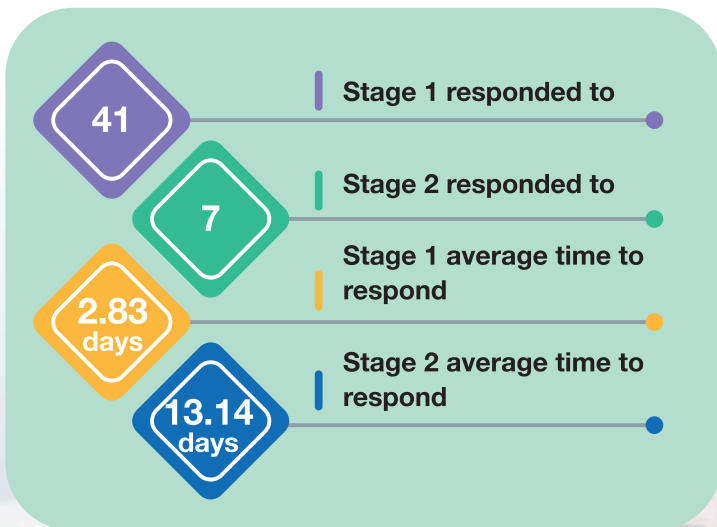 41
Stage 1 responded to
7
Stage 2 responded to
2.83
days
Stage 1 average time to
respond
13.14
days
Stage 2 average time to
respond